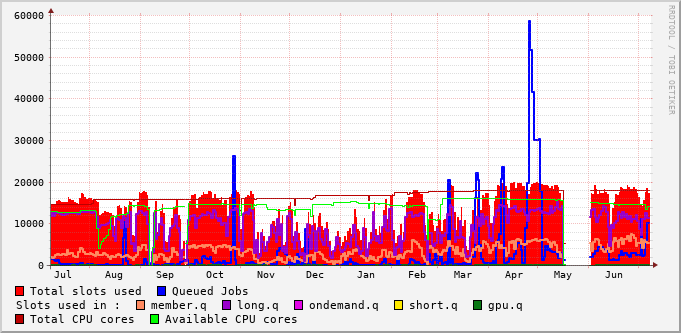 60000
50000
40000
30000
20000
10000
0
Jul Aug Sep Oct Nov Dec Jan Feb Mar Apr May Jun
Total slots used Queued Jobs
Slots used in : member.q long.q ondemand.q short.q gpu.q
Total CPU cores Available CPU cores
RRDTOOL / TOBI OETIKER